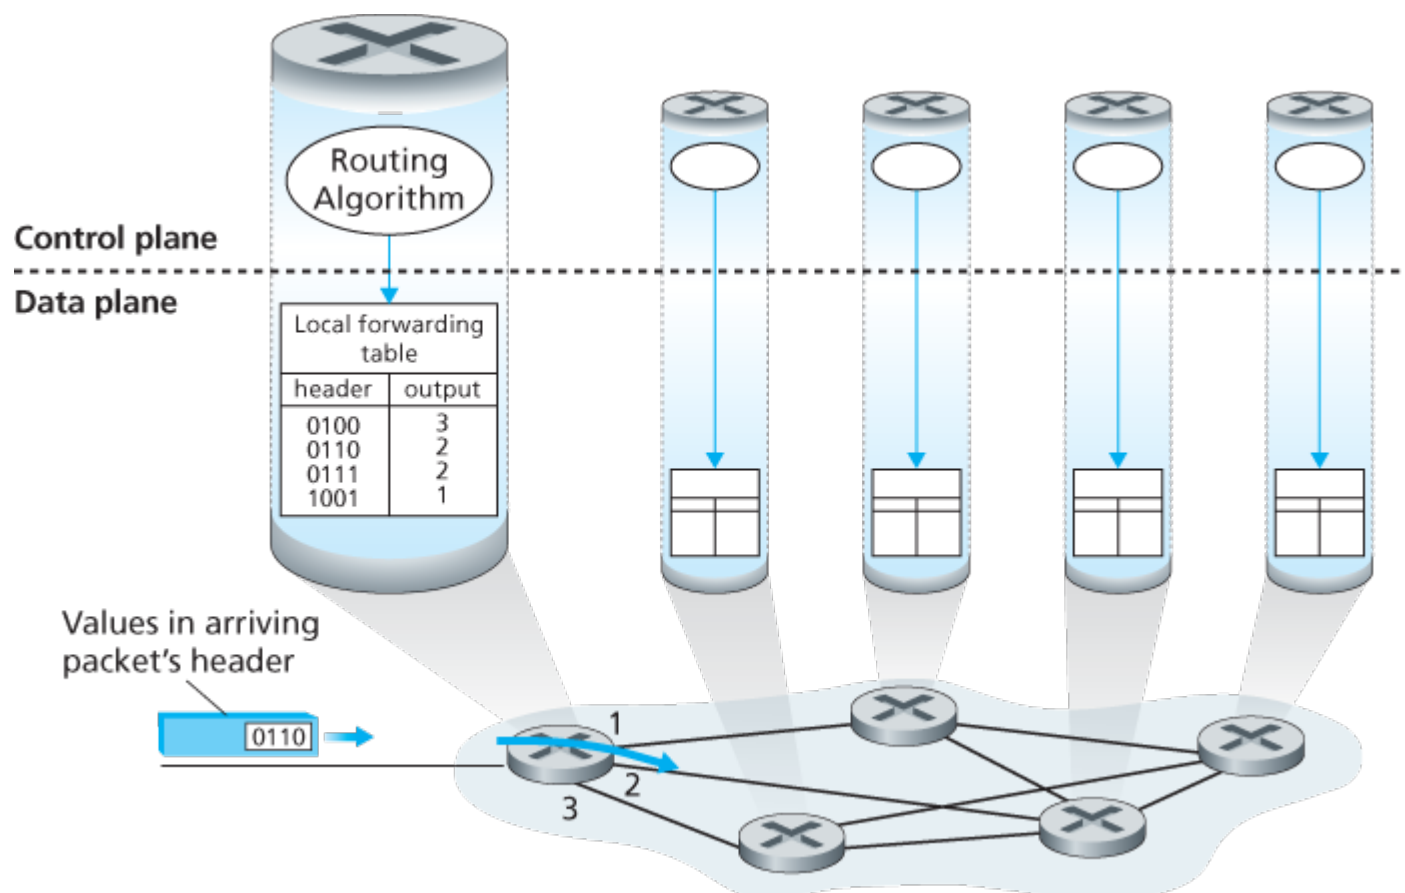 Routing
Algorithm
Control plane
Data plane
Local forwarding
table
header output
0100 3
0110 2
0111 2
1001 1
Values in arriving
packet's header
0110
1
2
3